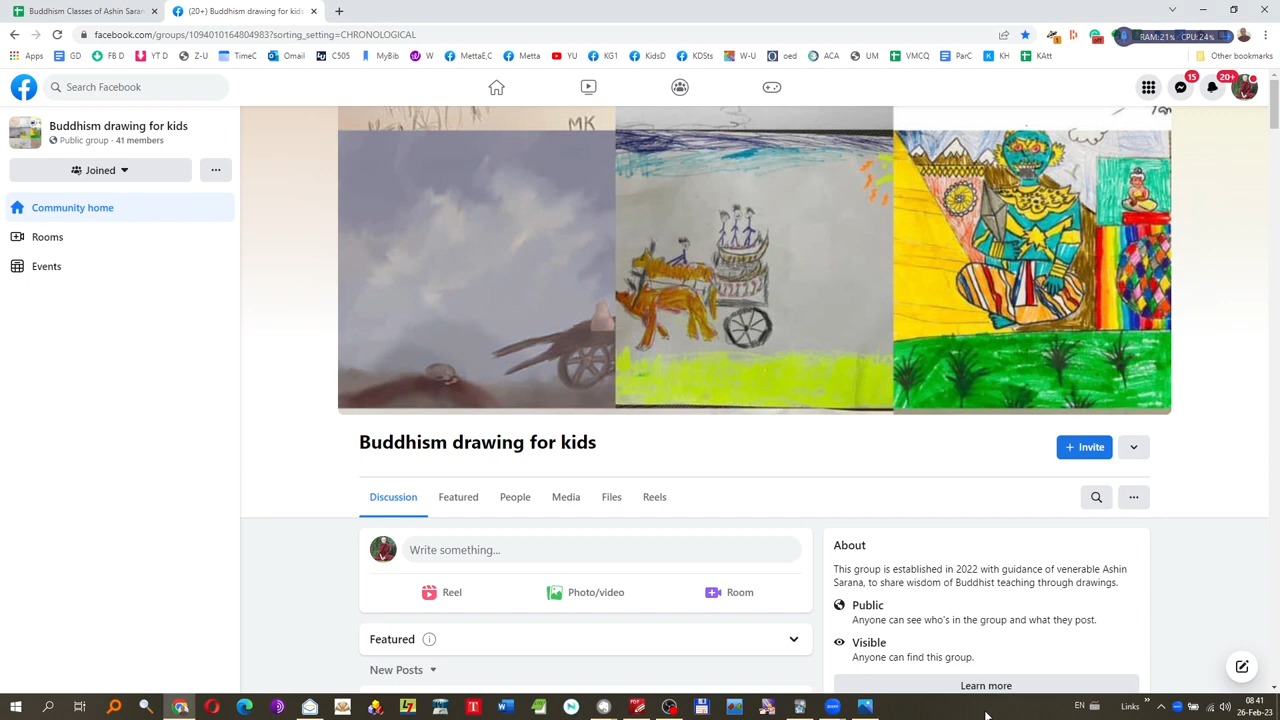 Buddhism Classes of Ashin Saran
(20+) Buddhism drawing for kids
facebook.com/groups/1094010164804983?sorting_setting=CHRONOLOGICAL
RAM:21% CPU:24%
Apps GD FB D YT D Z-U TimeC Omail C505 MyBib W MettaE,C Metta YU KG1 KidsD KDSts W-U oed ACA UM VMCQ ParC KH KAtt Other bookmarks
Search Facebook
15
20+
Buddhism drawing for kids
Public group · 41 members
Joined
Community home
Rooms
Events
MK
Buddhism drawing for kids
Invite
Discussion Featured People Media Files Reels
Write something...
Reel Photo/video Room
Featured
New Posts
About
This group is established in 2022 with guidance of venerable Ashin
Sarana, to share wisdom of Buddhist teaching through drawings.
Public
Anyone can see who's in the group and what they post.
Visible
Anyone can find this group.
Learn more
EN
Links
08:41
26-Feb-23